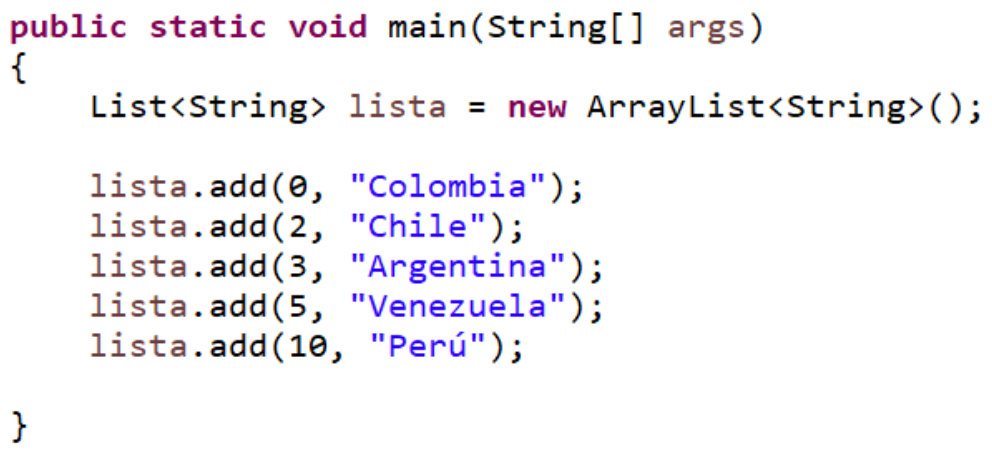 public static void main(String[] args)
{
    List<String> lista = new ArrayList<String>();

    lista.add(0, "Colombia");
    lista.add(2, "Chile");
    lista.add(3, "Argentina");
    lista.add(5, "Venezuela");
    lista.add(10, "Perú");

}